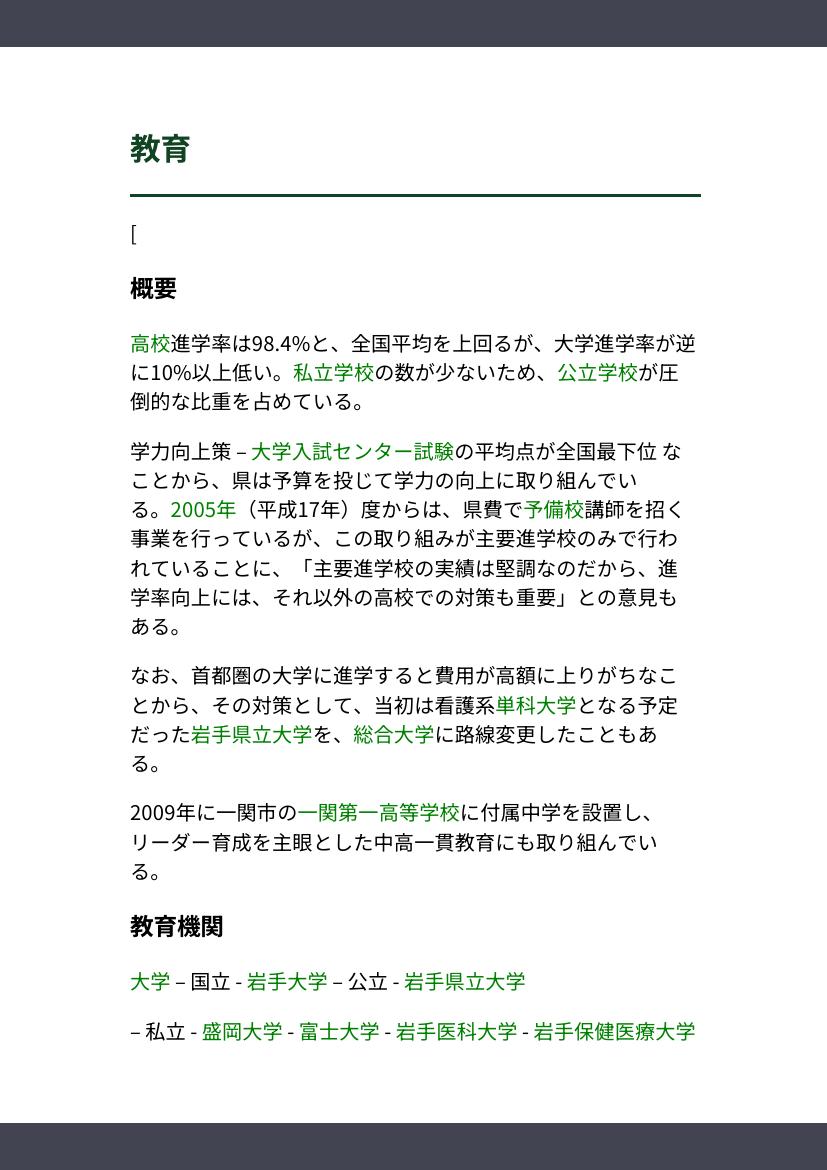 教育
[
概要
高校進学率は98.4%と、全国平均を上回るが、大学進学率が逆
に10%以上低い。私立学校の数が少ないため、公立学校が圧
倒的な比重を占めている。
学力向上策 – 大学入試センター試験の平均点が全国最下位 な
ことから、県は予算を投じて学力の向上に取り組んでい
る。2005年（平成17年）度からは、県費で予備校講師を招く
事業を行っているが、この取り組みが主要進学校のみで行わ
れていることに、「主要進学校の実績は堅調なのだから、進
学率向上には、それ以外の高校での対策も重要」との意見も
ある。
なお、首都圏の大学に進学すると費用が高額に上りがちなこ
とから、その対策として、当初は看護系単科大学となる予定
だった岩手県立大学を、総合大学に路線変更したこともあ
る。
2009年に一関市の一関第一高等学校に付属中学を設置し、
リーダー育成を主眼とした中高一貫教育にも取り組んでい
る。
教育機関
大学 – 国立 - 岩手大学 – 公立 - 岩手県立大学
– 私立 - 盛岡大学 - 富士大学 - 岩手医科大学 - 岩手保健医療大学